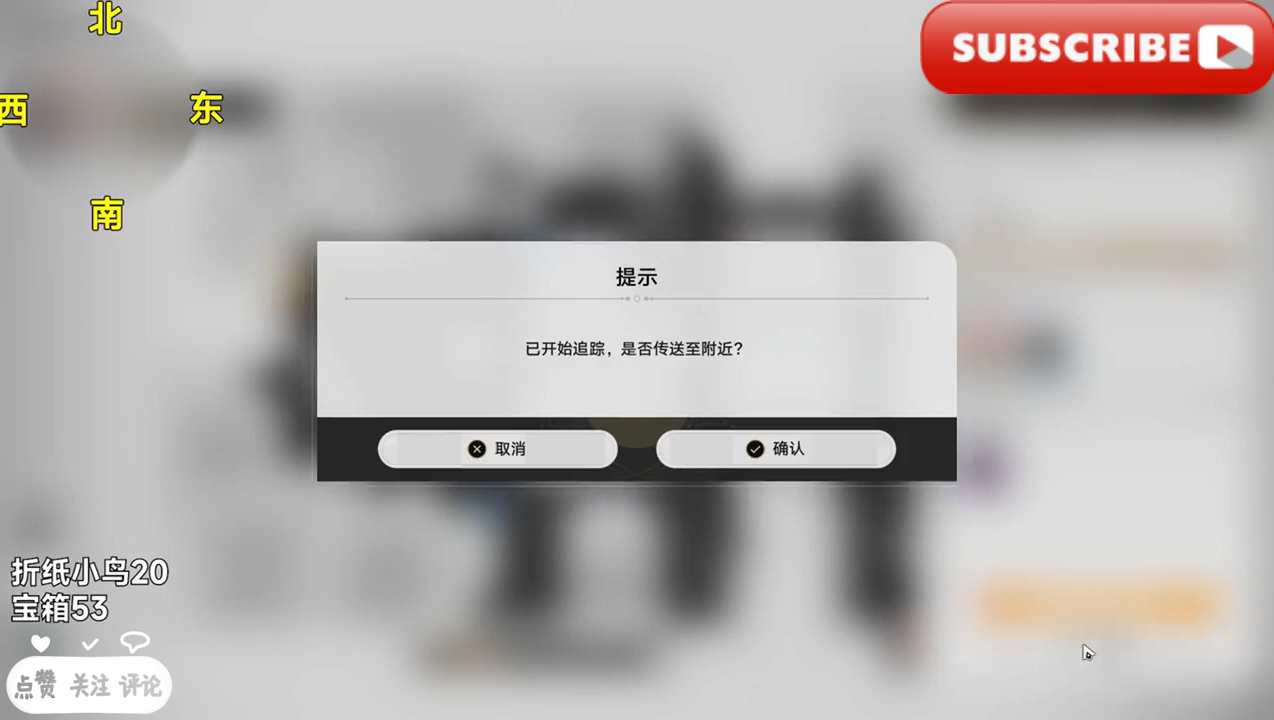 北
SUBSCRIBE
西
东
南
提示
已开始追踪，是否传送至附近?
取消
确认
折纸小鸟20
宝箱53
点赞 关注 评论